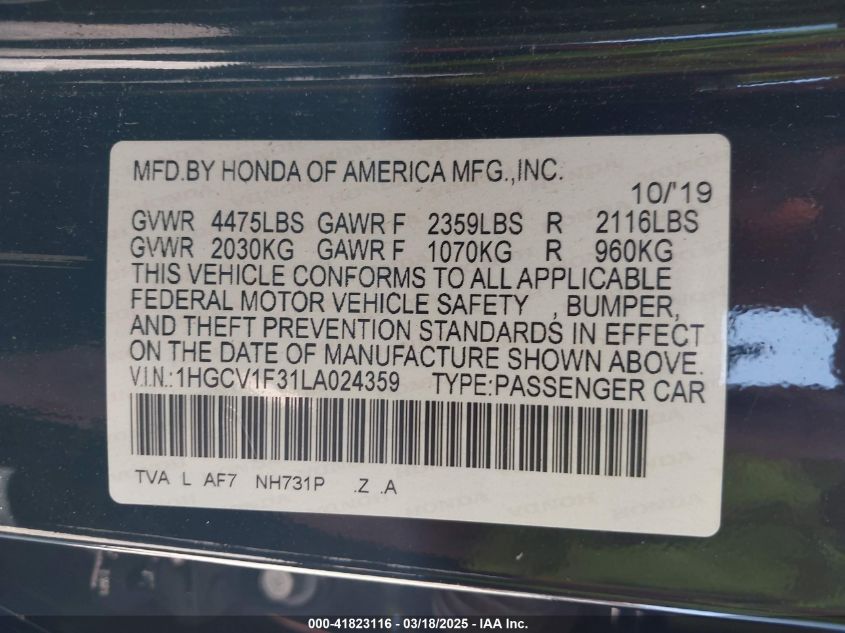 MFD.BY HONDA OF AMERICA MFG.,INC.
10/'19
GVWR 4475LBS GAWR F 2359LBS R 2116LBS
GVWR 2030KG GAWR F 1070KG R 960KG
THIS VEHICLE CONFORMS TO ALL APPLICABLE
FEDERAL MOTOR VEHICLE SAFETY , BUMPER,
AND THEFT PREVENTION STANDARDS IN EFFECT
ON THE DATE OF MANUFACTURE SHOWN ABOVE.
V.I.N.:1HGCV1F31LA024359 TYPE:PASSENGER CAR
TVA L AF7 NH731P .Z .A
000-41823116 — 03/18/2025 — IAA Inc.